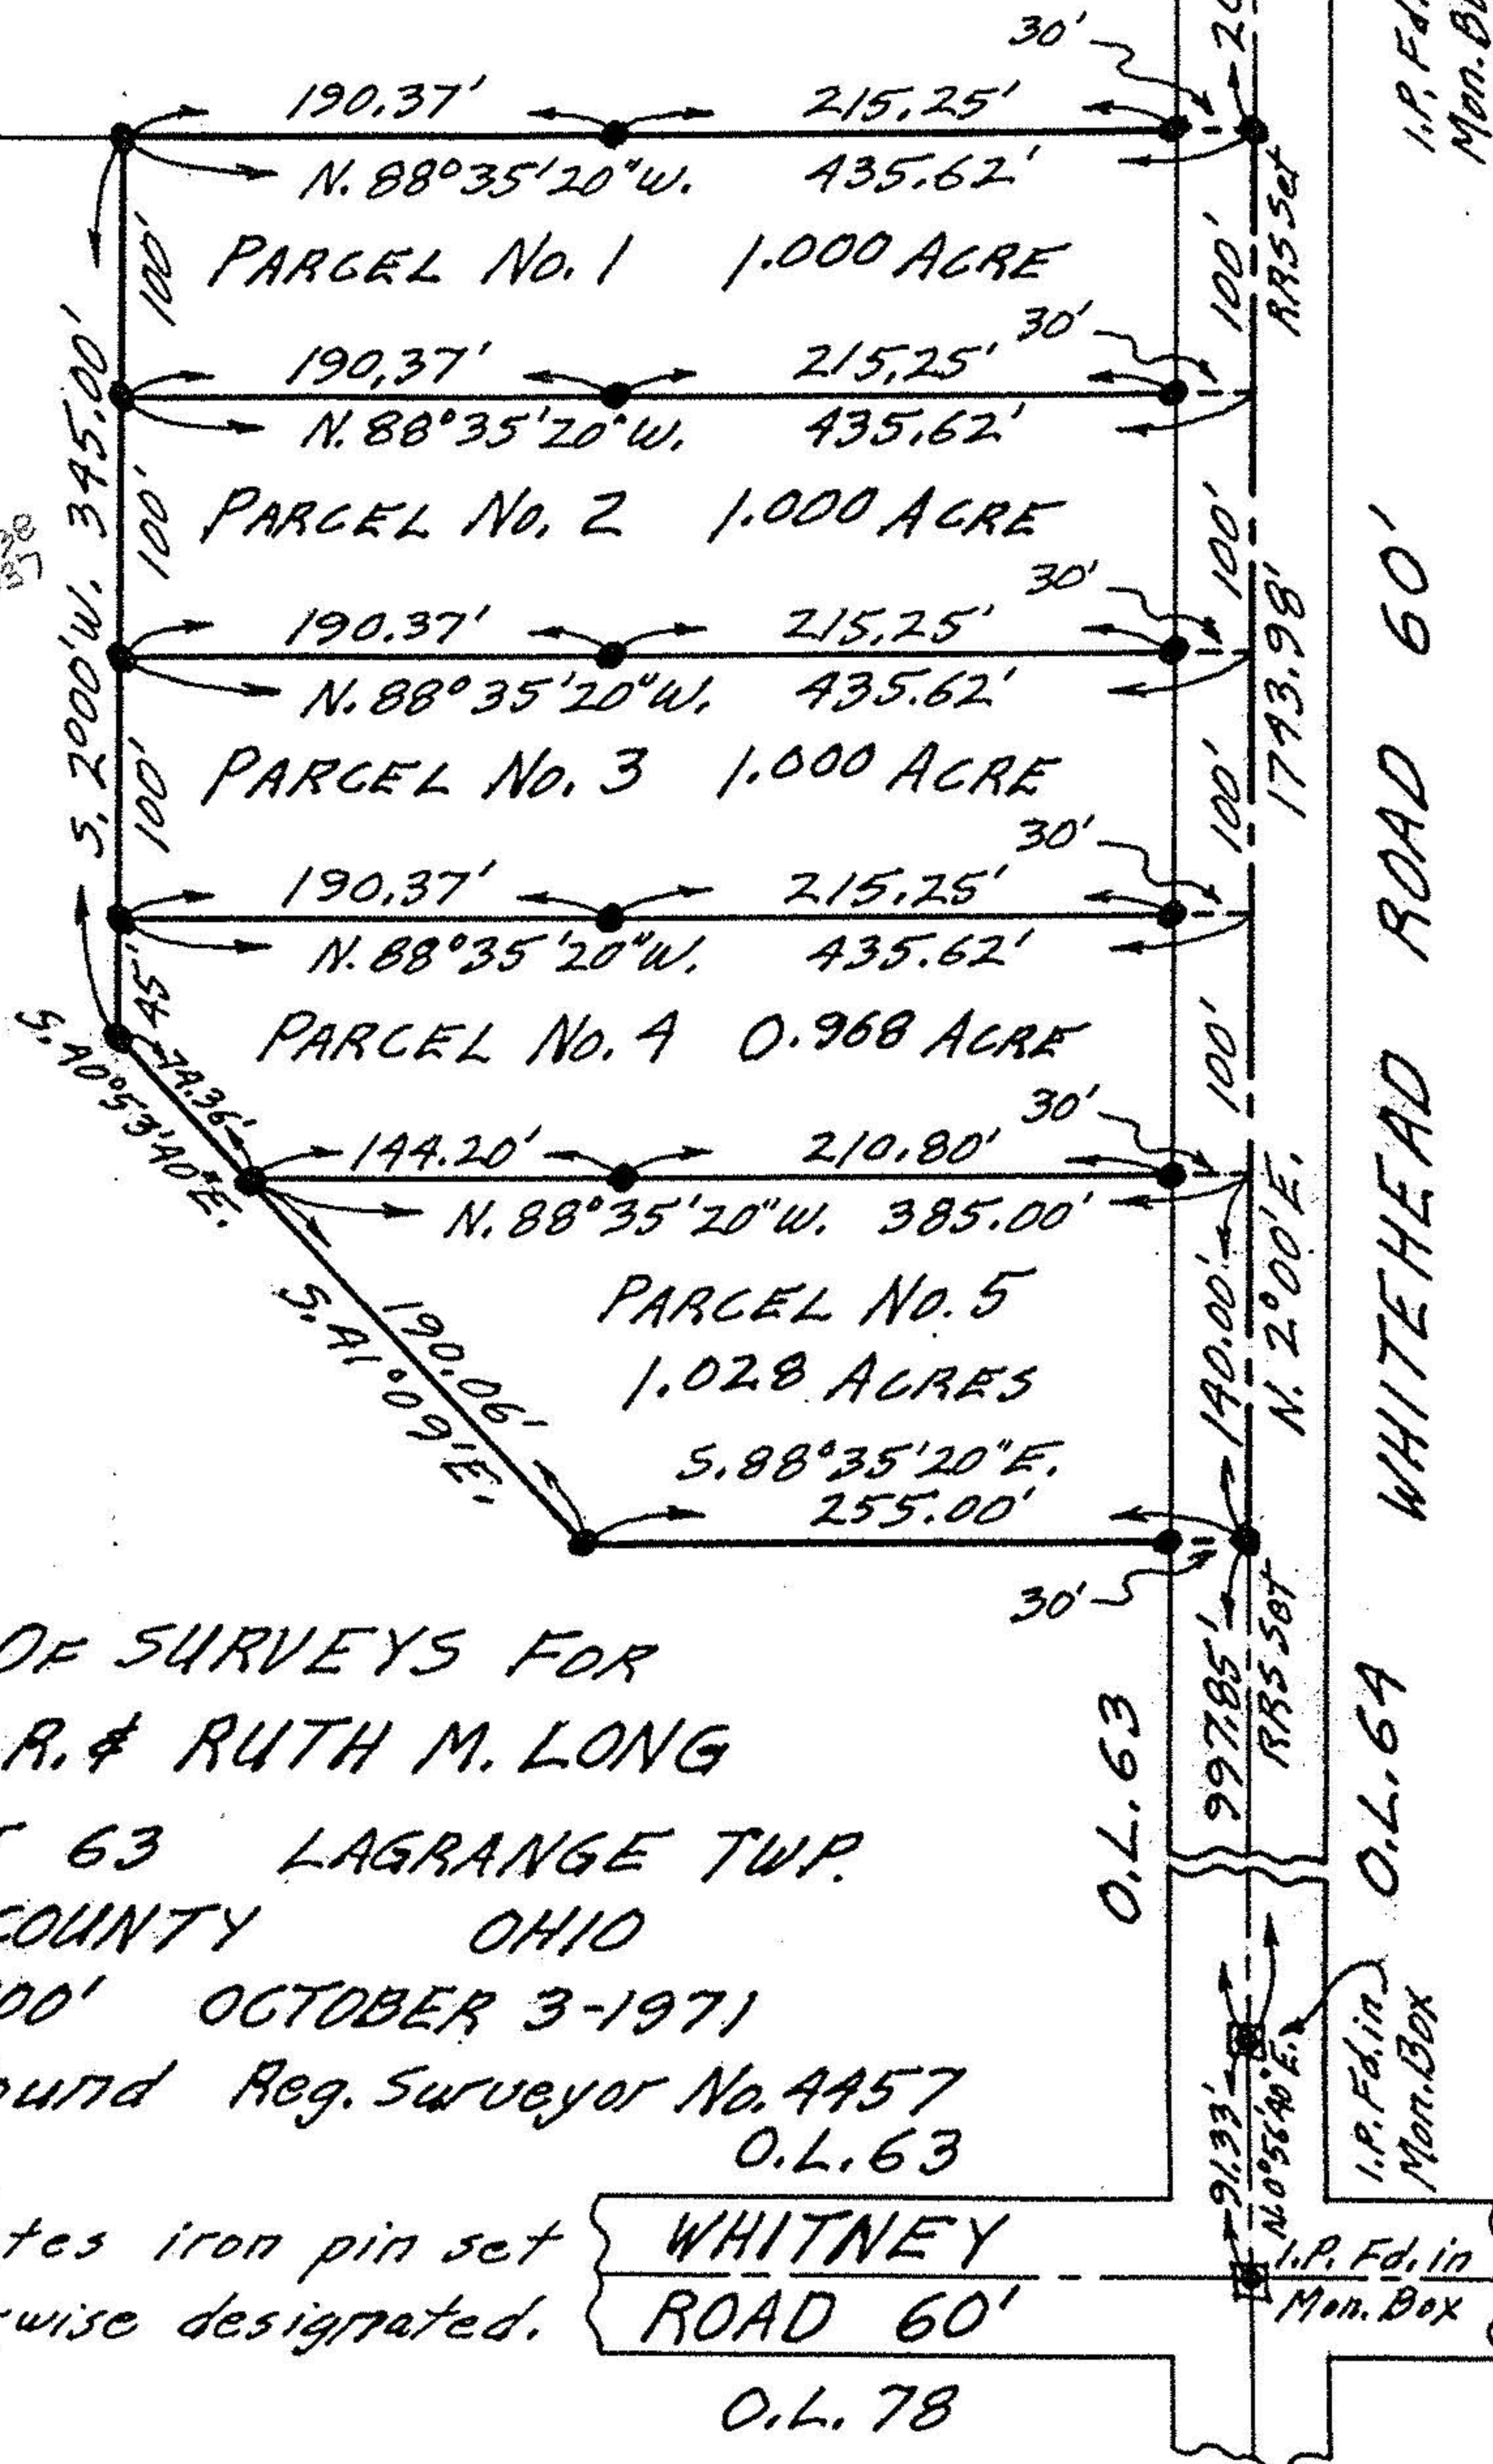 30'
190.37' 215.25'
N. 88°35'20"W. 435.62'
PARCEL No. 1 1.000 ACRE
100'
100'
RRS Set
I.P. Fd.
Mon.
30'
190.37' 215.25'
N. 88°35'20"W. 435.62'
S. 2°00'W. 345.00'
PARCEL No. 2 1.000 ACRE
100'
100'
30'
190.37' 215.25'
N. 88°35'20"W. 435.62'
1743.98'
PARCEL No. 3 1.000 ACRE
100'
100'
30'
190.37' 215.25'
N. 88°35'20"W. 435.62'
45'
PARCEL No. 4 0.968 ACRE
100'
74.36'
S. 40°53'40"E.
30'
144.20' 210.80'
N. 88°35'20"W. 385.00'
PARCEL No. 5
1.028 ACRES
190.06'
S. 41°09'E.
140.00'
N. 2°00'E.
S. 88°35'20"E.
255.00'
30'
WHITEHEAD ROAD 60'
997.85'
RRS Set
O.L. 63
O.L. 64
OF SURVEYS FOR
R. & RUTH M. LONG
63 LAGRANGE TWP.
COUNTY OHIO
OCTOBER 3-1971
Reg. Surveyor No. 4457
O.L. 63
91.33'
N. 0°56'40"E.
I.P. Fd. in
Mon. Box
iron pin set
designated.
WHITNEY
ROAD 60'
I.P. Fd. in
Mon. Box
O.L. 78